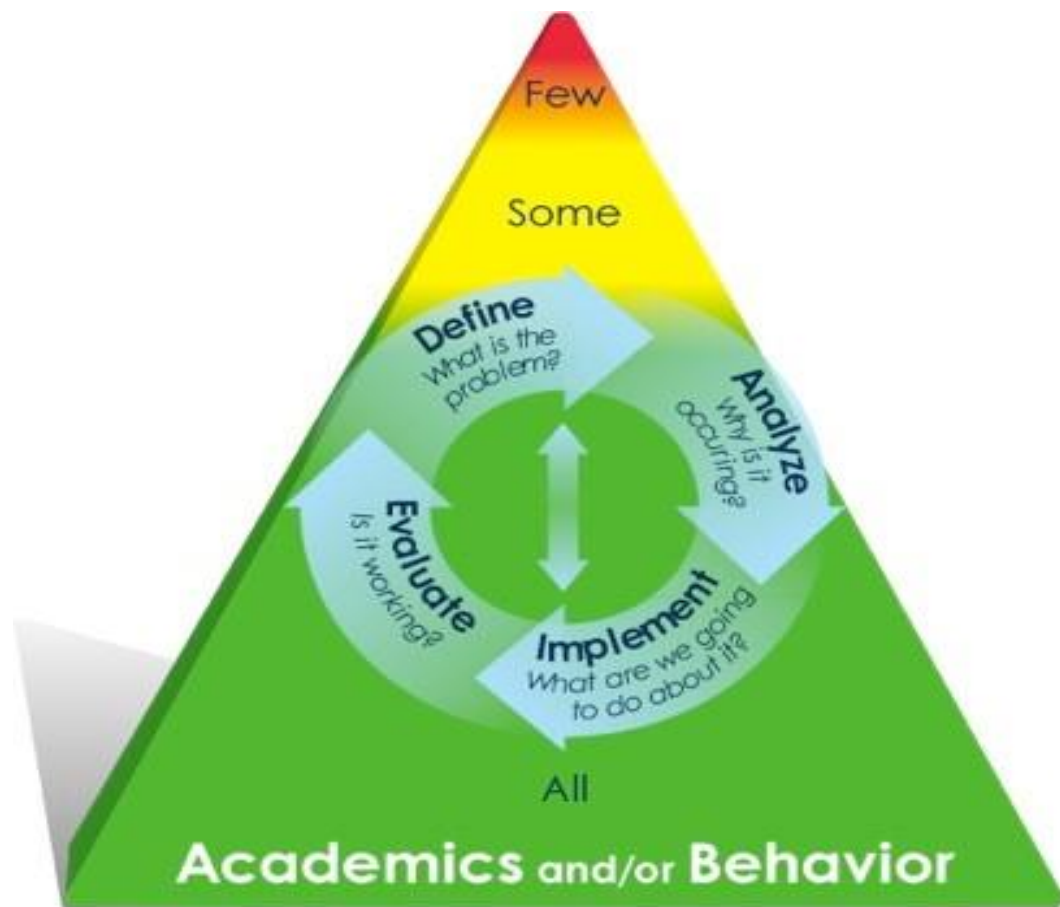 Few
Some
Define
What is the
problem?
Analyze
Why is it
occuring?
Implement
What are we going
to do about it?
Evaluate
Is it working?
All
Academics and/or Behavior